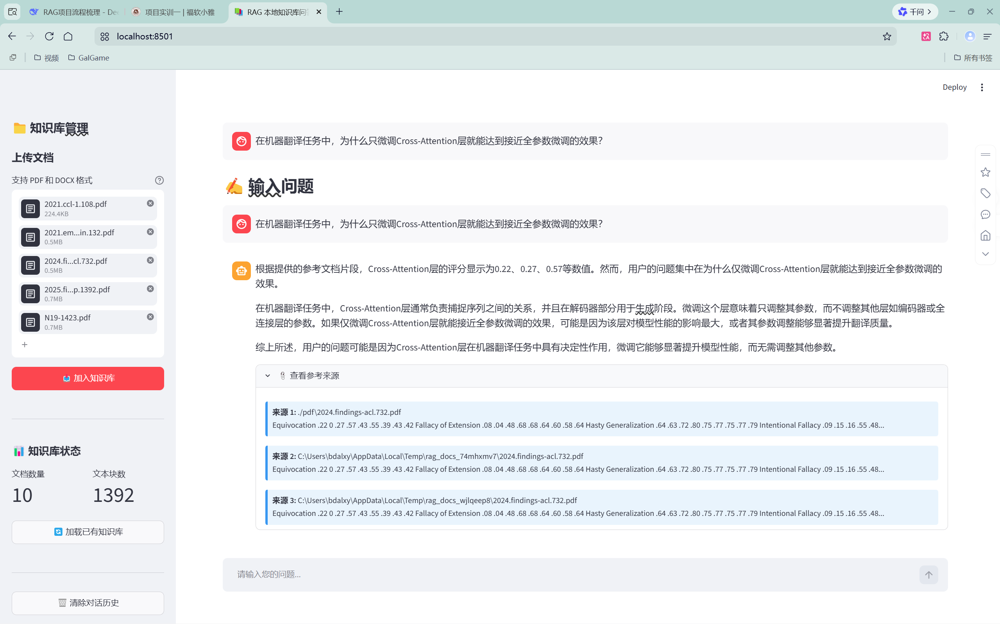 RAG项目流程梳理 - Dee
项目实训一 | 福软小雅
RAG 本地知识库问答
千问
localhost:8501
视频
GalGame
所有书签
Deploy
知识库管理
上传文档
支持 PDF 和 DOCX 格式
2021.ccl-1.108.pdf
224.4KB
2021.em...in.132.pdf
0.5MB
2024.fi...cl.732.pdf
0.5MB
2025.fi...p.1392.pdf
0.7MB
N19-1423.pdf
0.7MB
加入知识库
知识库状态
文档数量
文本块数
10
1392
加载已有知识库
清除对话历史
在机器翻译任务中，为什么只微调Cross-Attention层就能达到接近全参数微调的效果？
输入问题
在机器翻译任务中，为什么只微调Cross-Attention层就能达到接近全参数微调的效果？
根据提供的参考文档片段，Cross-Attention层的评分显示为0.22、0.27、0.57等数值。然而，用户的问题集中在为什么仅微调Cross-Attention层就能达到接近全参数微调的
效果。
在机器翻译任务中，Cross-Attention层通常负责捕捉序列之间的关系，并且在解码器部分用于生成阶段。微调这个层意味着只调整其参数，而不调整其他层如编码器或全
连接层的参数。如果仅微调Cross-Attention层就能接近全参数微调的效果，可能是因为该层对模型性能的影响最大，或者其参数调整能够显著提升翻译质量。
综上所述，用户的问题可能是因为Cross-Attention层在机器翻译任务中具有决定性作用，微调它能够显著提升模型性能，而无需调整其他参数。
查看参考来源
来源 1: ./pdf\2024.findings-acl.732.pdf
Equivocation .22 0 .27 .57 .43 .55 .39 .43 .42 Fallacy of Extension .08 .04 .48 .68 .68 .64 .60 .58 .64 Hasty Generalization .64 .63 .72 .80 .75 .77 .75 .77 .79 Intentional Fallacy .09 .15 .16 .55 .48...
来源 2: C:\Users\bdalxy\AppData\Local\Temp\rag_docs_74mhxmv7\2024.findings-acl.732.pdf
Equivocation .22 0 .27 .57 .43 .55 .39 .43 .42 Fallacy of Extension .08 .04 .48 .68 .68 .64 .60 .58 .64 Hasty Generalization .64 .63 .72 .80 .75 .77 .75 .77 .79 Intentional Fallacy .09 .15 .16 .55 .48...
来源 3: C:\Users\bdalxy\AppData\Local\Temp\rag_docs_wjlqeep8\2024.findings-acl.732.pdf
Equivocation .22 0 .27 .57 .43 .55 .39 .43 .42 Fallacy of Extension .08 .04 .48 .68 .68 .64 .60 .58 .64 Hasty Generalization .64 .63 .72 .80 .75 .77 .75 .77 .79 Intentional Fallacy .09 .15 .16 .55 .48...
请输入您的问题...